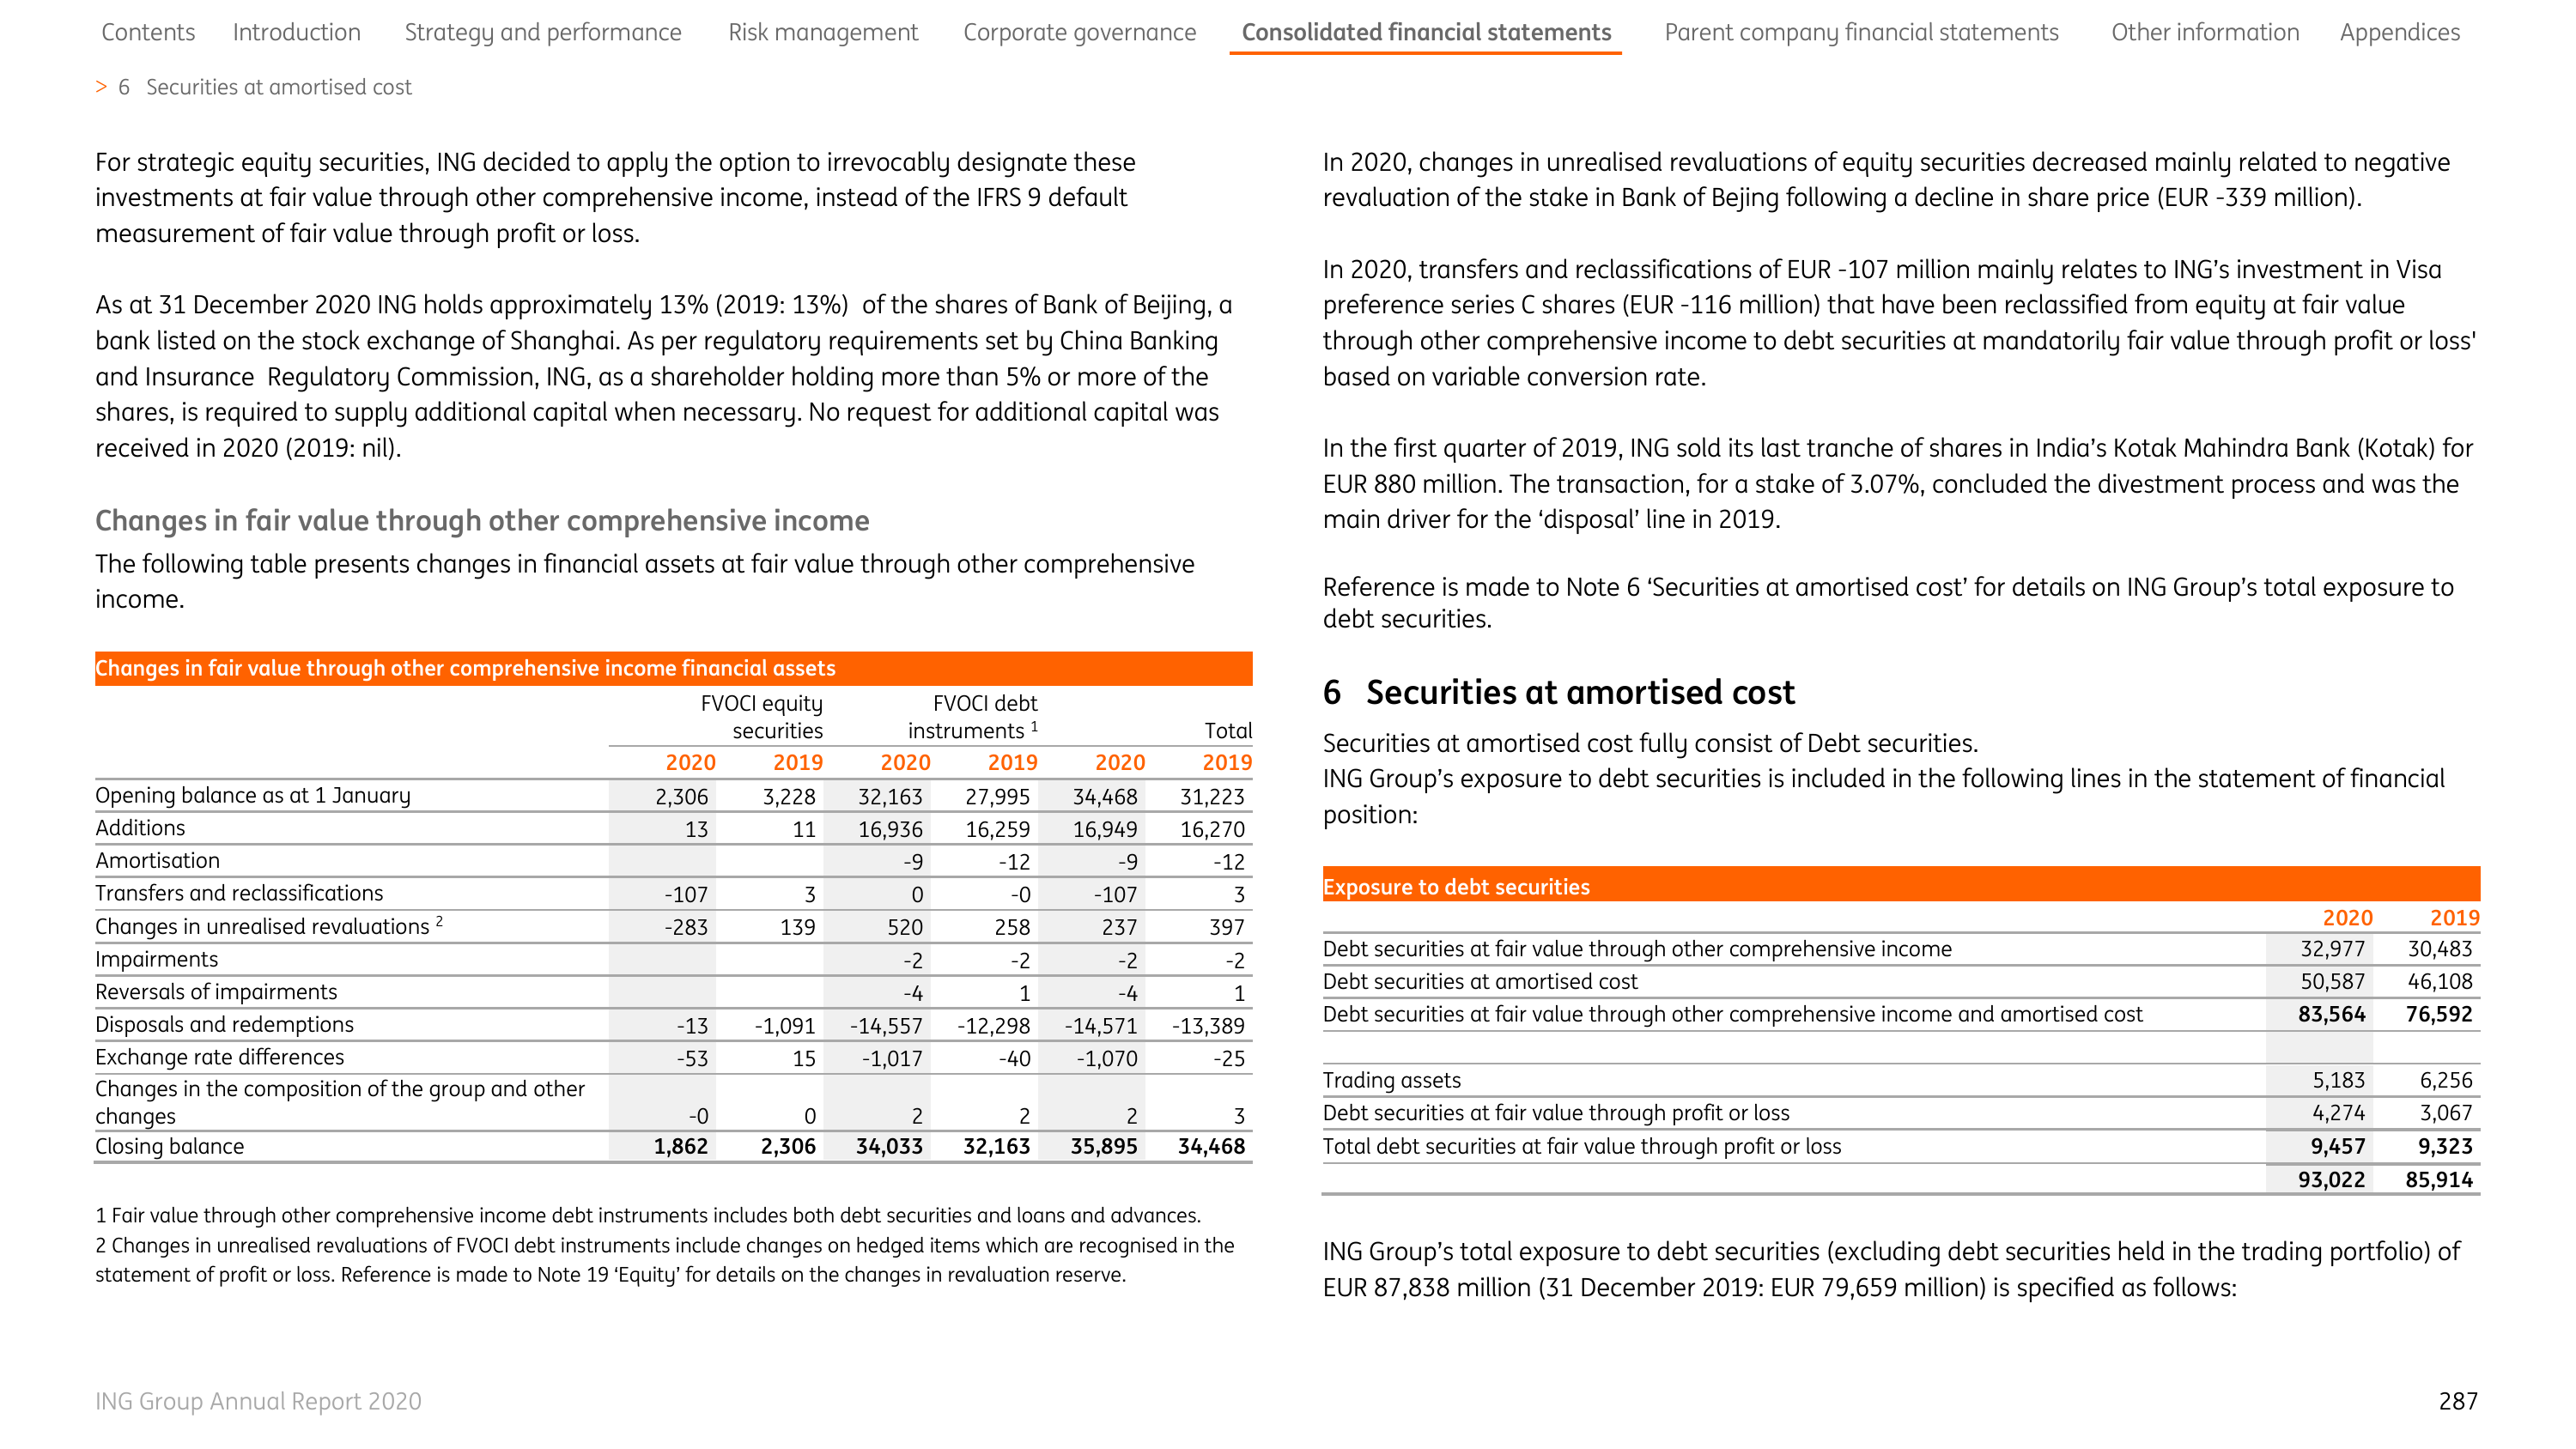 Contents Introduction Strategy and performance Risk management Corporate governance Consolidated financial statements Parent company financial statements Other information Appendices
> 6 Securities at amortised cost
For strategic equity securities, ING decided to apply the option to irrevocably designate these
investments at fair value through other comprehensive income, instead of the IFRS 9 default
measurement of fair value through profit or loss.
As at 31 December 2020 ING holds approximately 13% (2019: 13%) of the shares of Bank of Beijing, a
bank listed on the stock exchange of Shanghai. As per regulatory requirements set by China Banking
and Insurance Regulatory Commission, ING, as a shareholder holding more than 5% or more of the
shares, is required to supply additional capital when necessary. No request for additional capital was
received in 2020 (2019: nil).
Changes in fair value through other comprehensive income
The following table presents changes in financial assets at fair value through other comprehensive
income.
Changes in fair value through other comprehensive income financial assets
FVOCI equity FVOCI debt
securities instruments 1 Total
2020 2019 2020 2019 2020 2019
Opening balance as at 1 January 2,306 3,228 32,163 27,995 34,468 31,223
Additions 13 11 16,936 16,259 16,949 16,270
Amortisation -9 -12 -9 -12
Transfers and reclassifications -107 3 0 -0 -107 3
Changes in unrealised revaluations 2 -283 139 520 258 237 397
Impairments -2 -2 -2 -2
Reversals of impairments -4 1 -4 1
Disposals and redemptions -13 -1,091 -14,557 -12,298 -14,571 -13,389
Exchange rate differences -53 15 -1,017 -40 -1,070 -25
Changes in the composition of the group and other
changes -0 0 2 2 2 3
Closing balance 1,862 2,306 34,033 32,163 35,895 34,468
1 Fair value through other comprehensive income debt instruments includes both debt securities and loans and advances.
2 Changes in unrealised revaluations of FVOCI debt instruments include changes on hedged items which are recognised in the
statement of profit or loss. Reference is made to Note 19 ‘Equity’ for details on the changes in revaluation reserve.
In 2020, changes in unrealised revaluations of equity securities decreased mainly related to negative
revaluation of the stake in Bank of Bejing following a decline in share price (EUR -339 million).
In 2020, transfers and reclassifications of EUR -107 million mainly relates to ING’s investment in Visa
preference series C shares (EUR -116 million) that have been reclassified from equity at fair value
through other comprehensive income to debt securities at mandatorily fair value through profit or loss'
based on variable conversion rate.
In the first quarter of 2019, ING sold its last tranche of shares in India’s Kotak Mahindra Bank (Kotak) for
EUR 880 million. The transaction, for a stake of 3.07%, concluded the divestment process and was the
main driver for the ‘disposal’ line in 2019.
Reference is made to Note 6 ‘Securities at amortised cost’ for details on ING Group’s total exposure to
debt securities.
6 Securities at amortised cost
Securities at amortised cost fully consist of Debt securities.
ING Group’s exposure to debt securities is included in the following lines in the statement of financial
position:
Exposure to debt securities
2020 2019
Debt securities at fair value through other comprehensive income 32,977 30,483
Debt securities at amortised cost 50,587 46,108
Debt securities at fair value through other comprehensive income and amortised cost 83,564 76,592
Trading assets 5,183 6,256
Debt securities at fair value through profit or loss 4,274 3,067
Total debt securities at fair value through profit or loss 9,457 9,323
93,022 85,914
ING Group’s total exposure to debt securities (excluding debt securities held in the trading portfolio) of
EUR 87,838 million (31 December 2019: EUR 79,659 million) is specified as follows:
ING Group Annual Report 2020 287